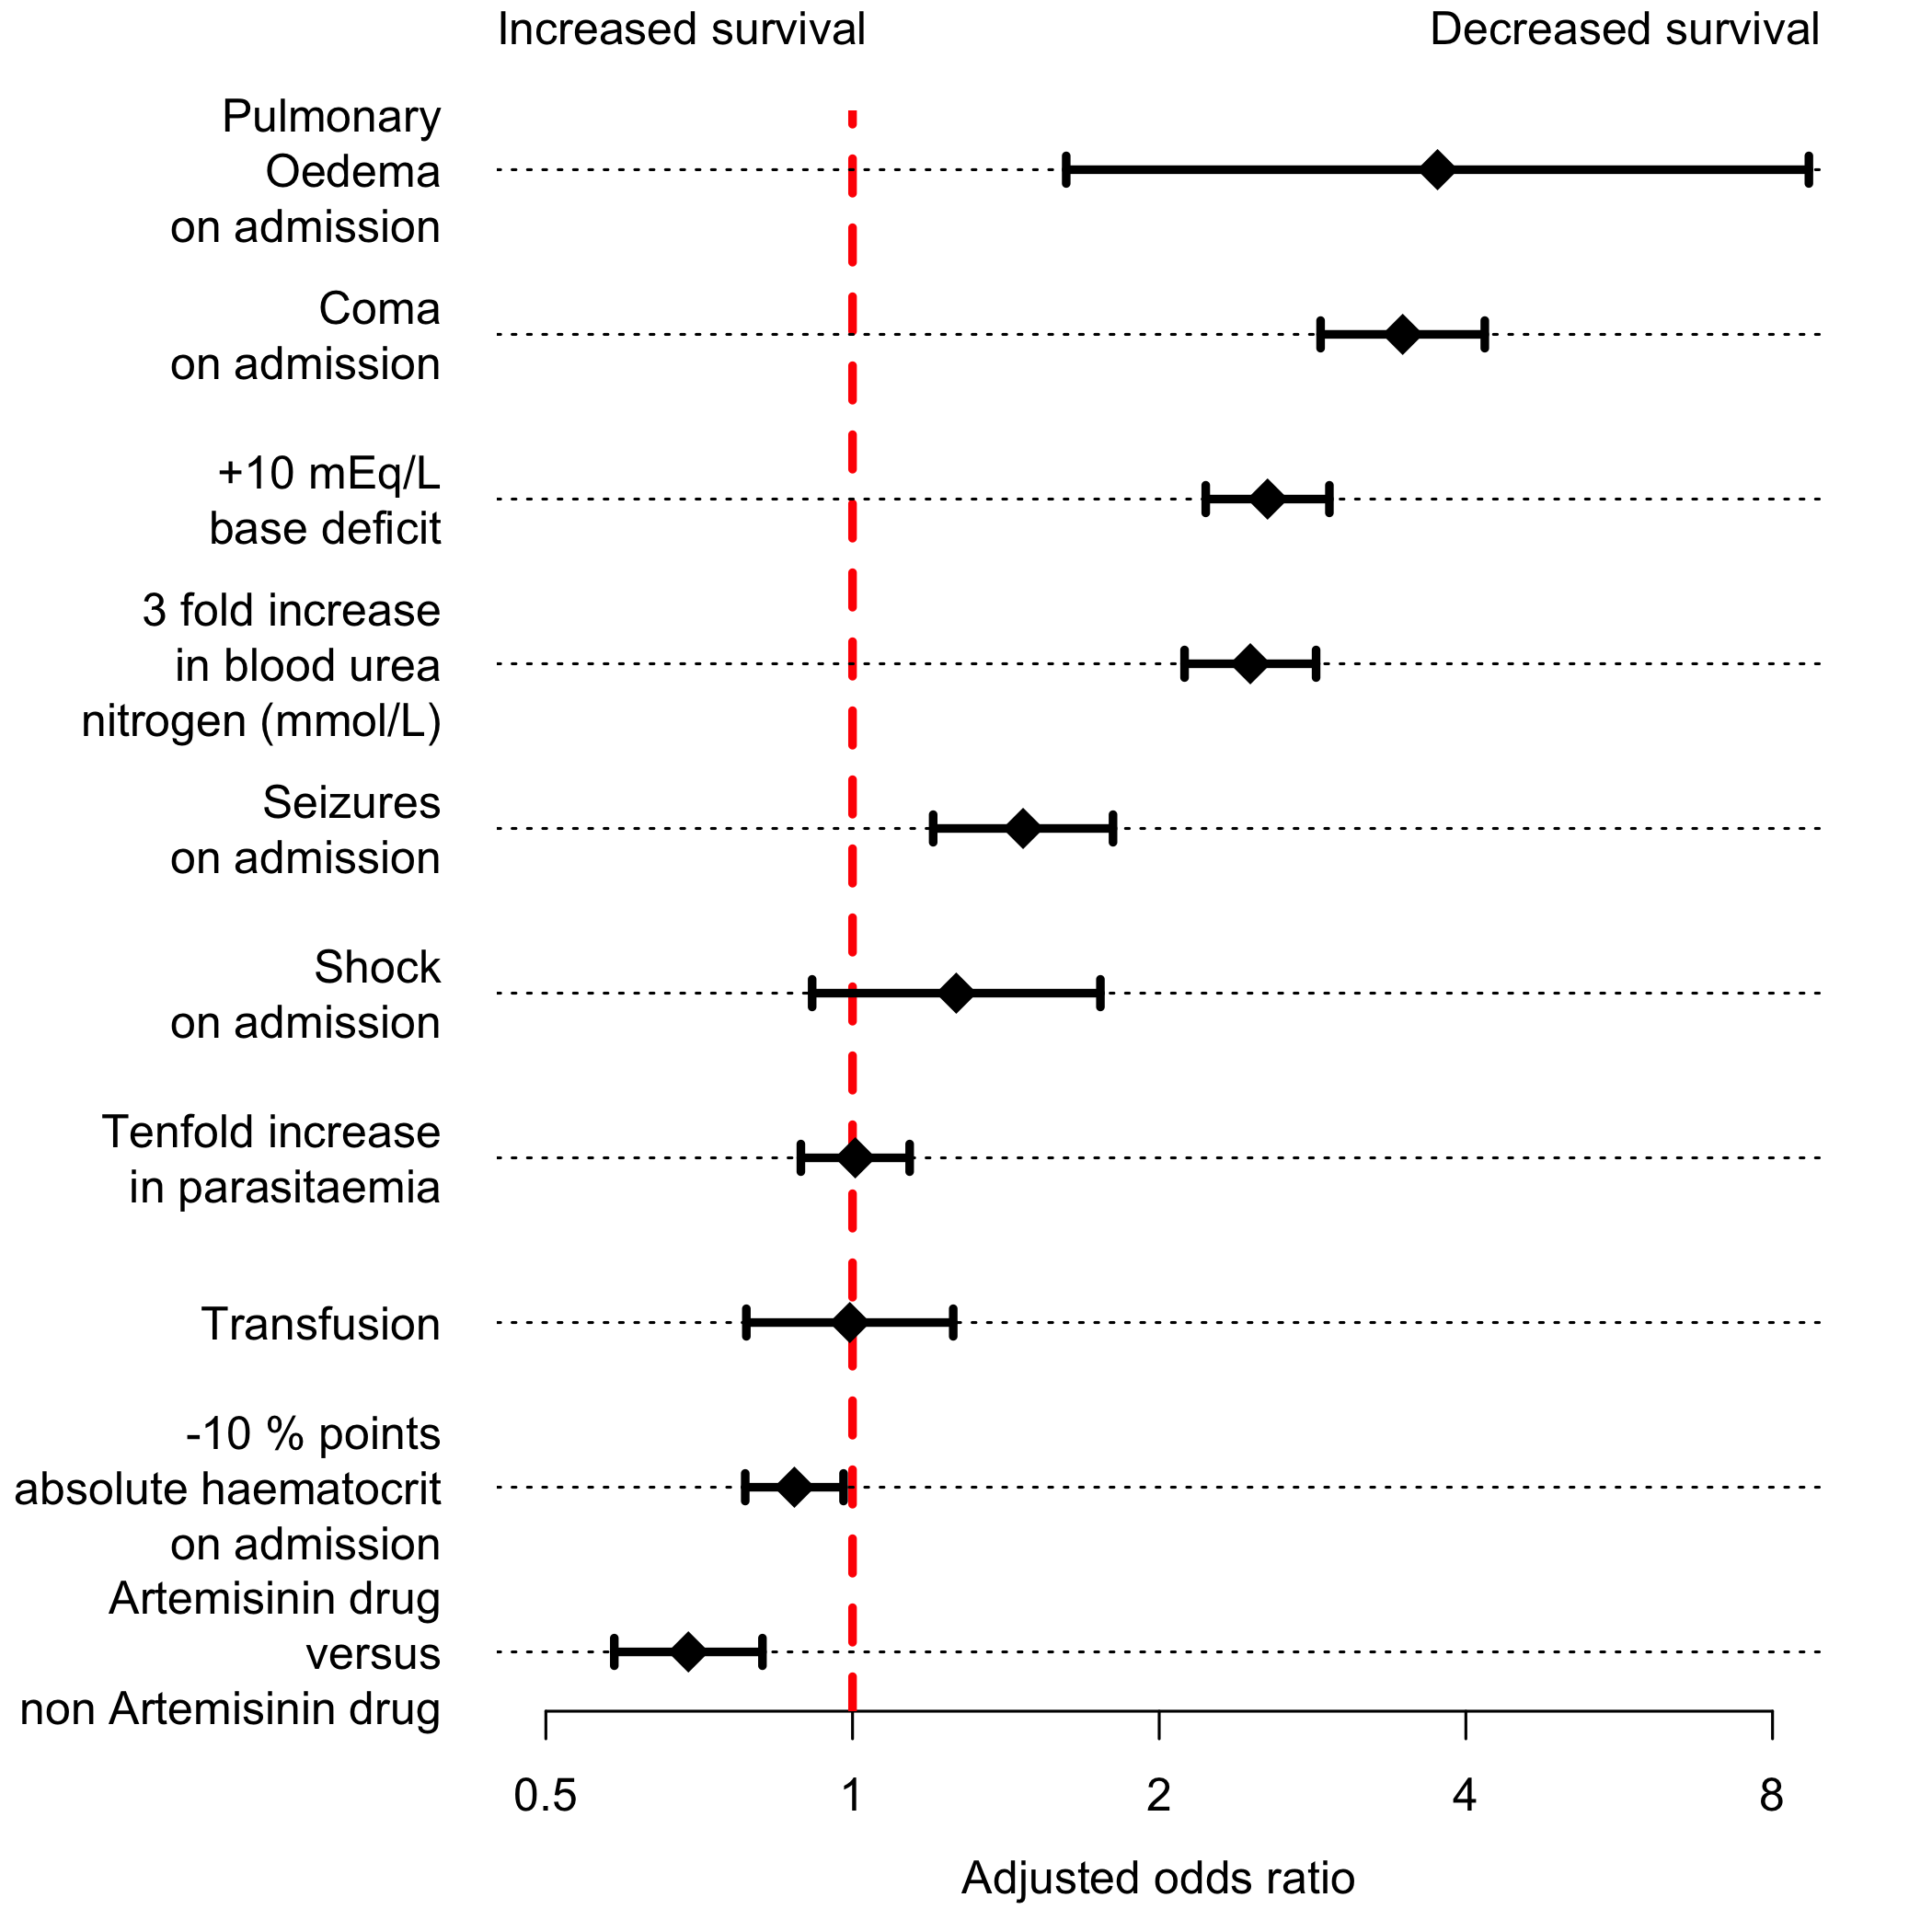 Increased survival
Decreased survival
Pulmonary
Oedema
on admission
Coma
on admission
+10 mEq/L
base deficit
3 fold increase
in blood urea
nitrogen (mmol/L)
Seizures
on admission
Shock
on admission
Tenfold increase
in parasitaemia
Transfusion
-10 % points
absolute haematocrit
on admission
Artemisinin drug
versus
non Artemisinin drug
0.5
1
2
4
8
Adjusted odds ratio